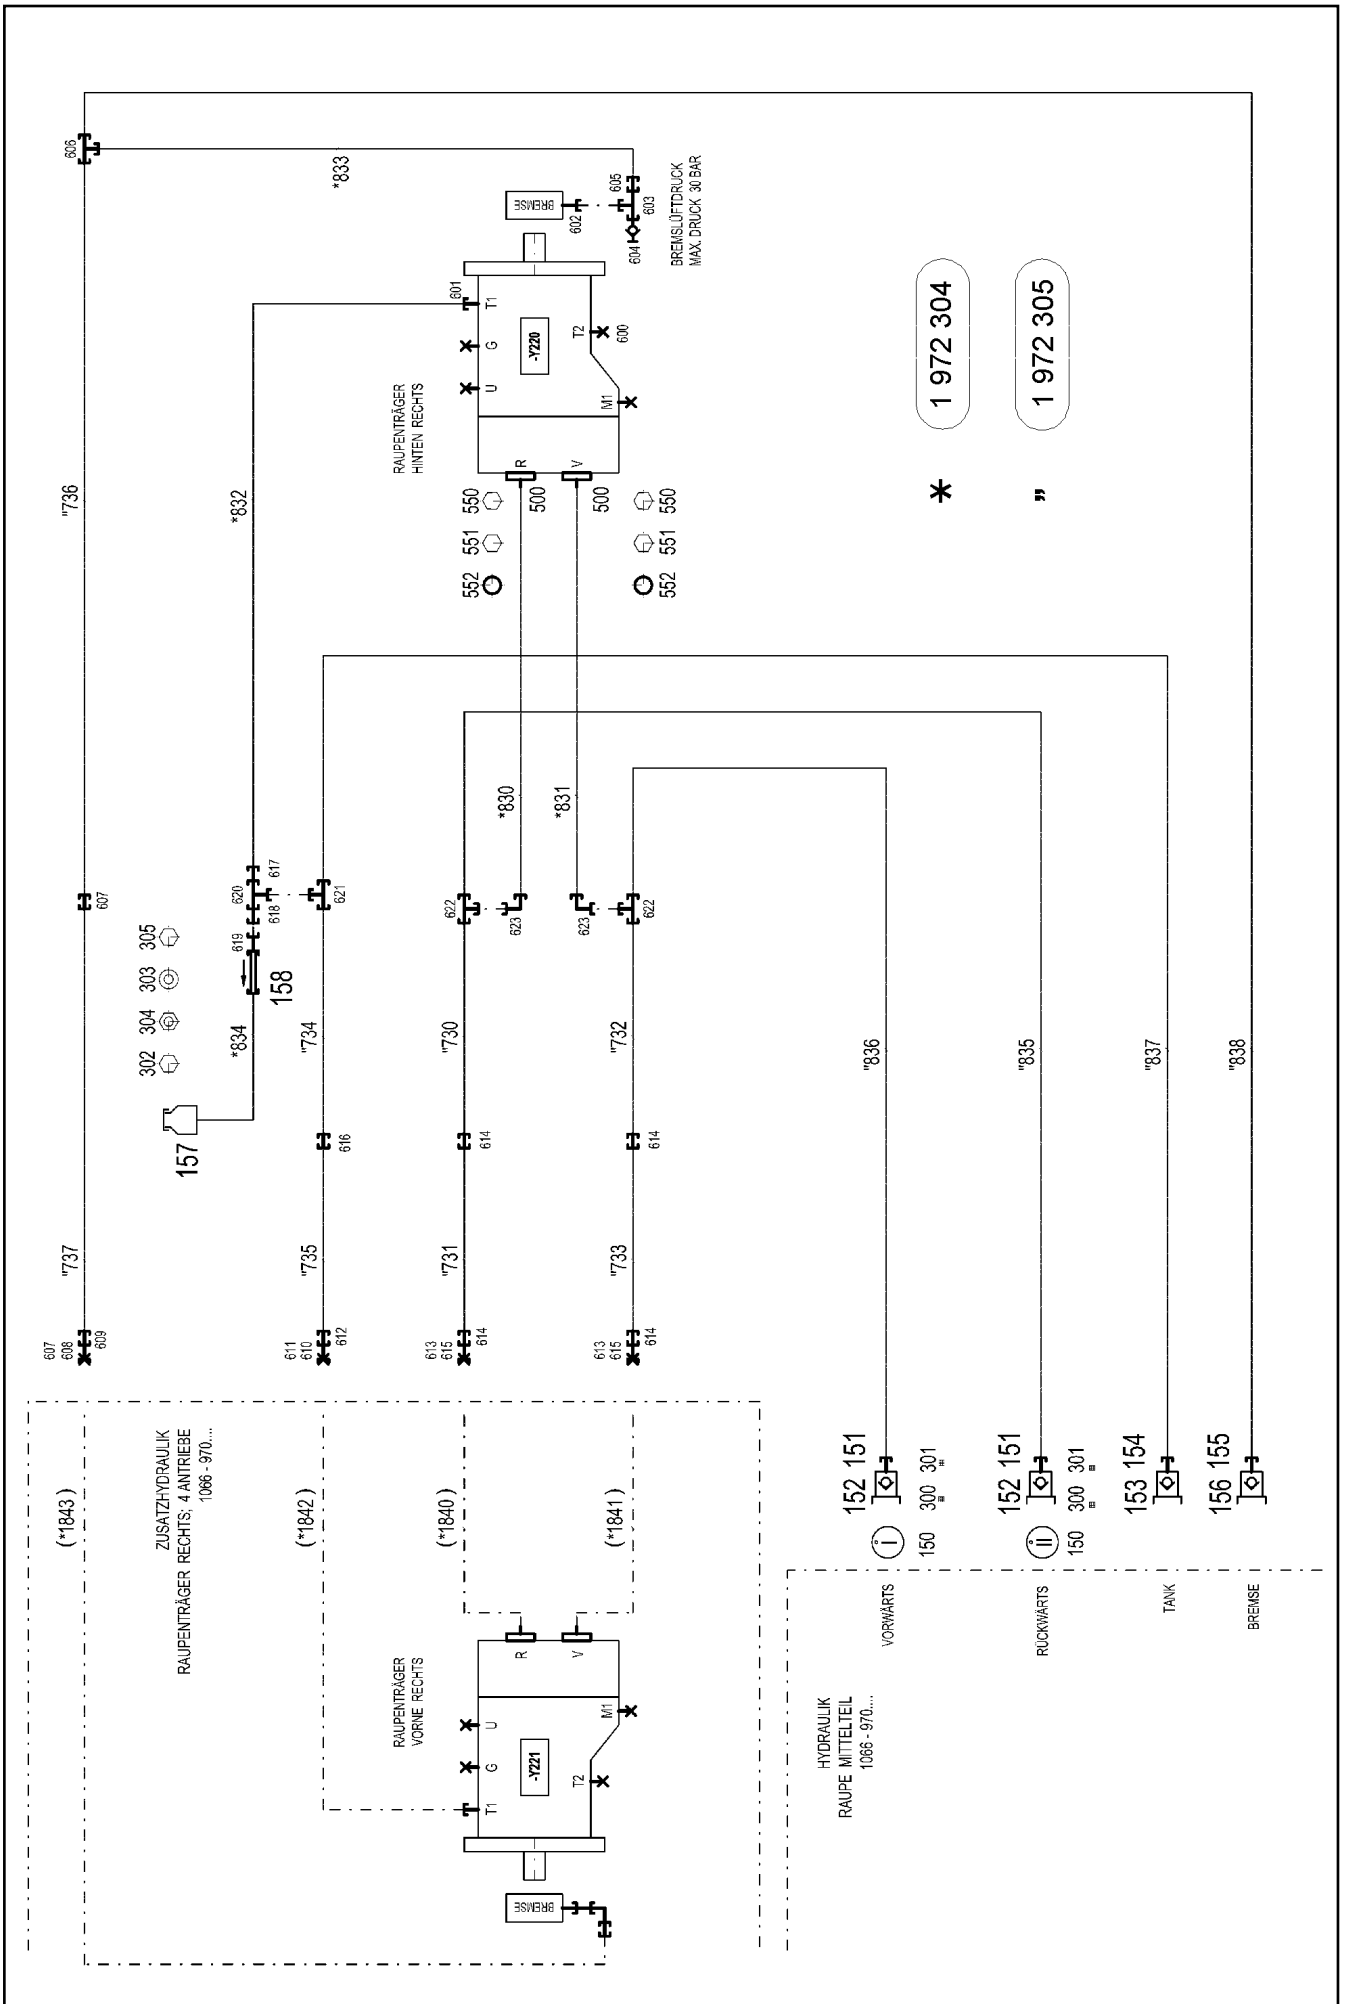 606
*833
BREMSE
602
605
603
604
BREMSLÜFTDRUCK
MAX. DRUCK 30 BAR
601
T1
G
U
-Y220
T2
600
M1
RAUPENTRÄGER
HINTEN RECHTS
R
V
500
500
550
551
552
550
551
552
* 1 972 304
" 1 972 305
"736
*832
*830
*831
607
620
617
618
619
621
622
623
623
622
305
303
304
302
158
*834
157
"734
"730
"732
"836
"835
"837
"838
616
614
614
"737
"735
"731
"733
607
608
609
611
610
612
613
615
614
613
615
614
(*1843)
ZUSATZHYDRAULIK
RAUPENTRÄGER RECHTS; 4 ANTRIEBE
1066 - 970....
(*1842)
(*1840)
(*1841)
152 151
I
150 300 301
152 151
II
150 300 301
153 154
156 155
VORWÄRTS
RÜCKWÄRTS
TANK
BREMSE
HYDRAULIK
RAUPE MITTELTEIL
1066 - 970....
RAUPENTRÄGER
VORNE RECHTS
R
V
U
G
T1
M1
T2
-Y221
BREMSE